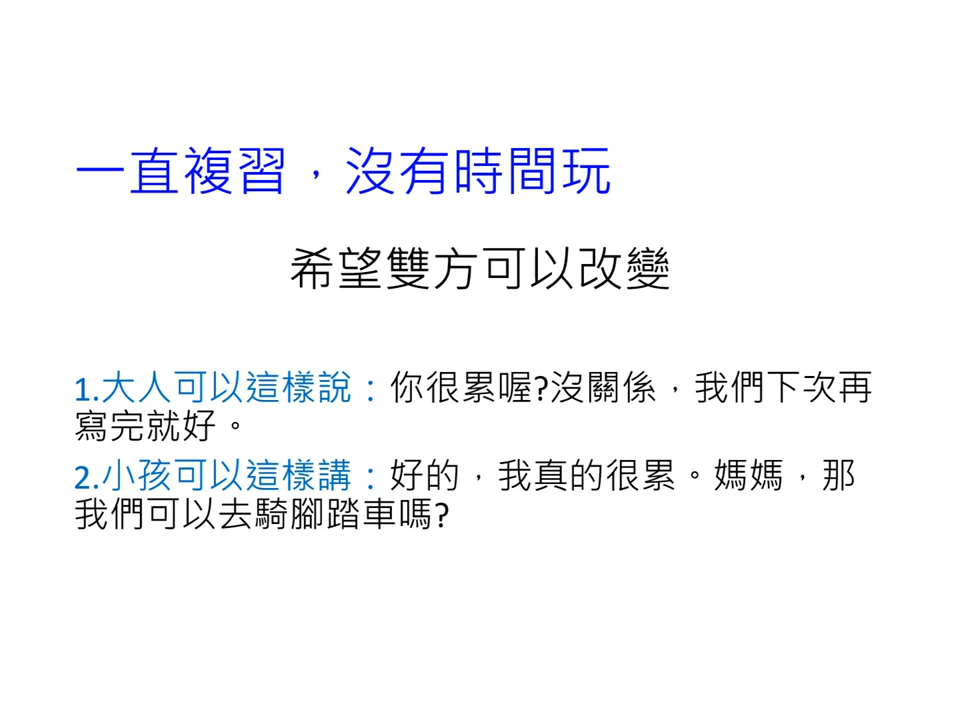 一直複習，沒有時間玩
希望雙方可以改變
1.大人可以這樣說：你很累喔?沒關係，我們下次再
寫完就好。
2.小孩可以這樣講：好的，我真的很累。媽媽，那
我們可以去騎腳踏車嗎?